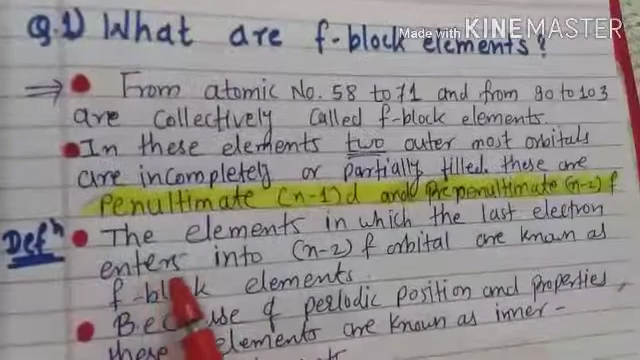 Made with KINEMASTER
Q.1) What are f-block elements?
⇒ • From atomic No. 58 to 71 and from 90 to 103
are collectively called f-block elements.
• In these elements two outer most orbitals
are incompletely or partially filled. these are
Penultimate (n-1)d and Prepenultimate (n-2) f
Defⁿ • The elements in which the last electron
enters into (n-2) f orbital are known as
f-block elements.
• Because of periodic position and properties,
these elements are known as inner-